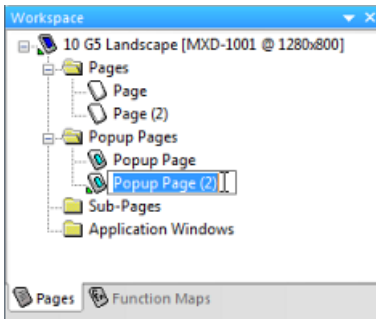 Workspace
10 G5 Landscape [MXD-1001 @ 1280x800]
Pages
Page
Page (2)
Popup Pages
Popup Page
Popup Page (2)
Sub-Pages
Application Windows
Pages Function Maps